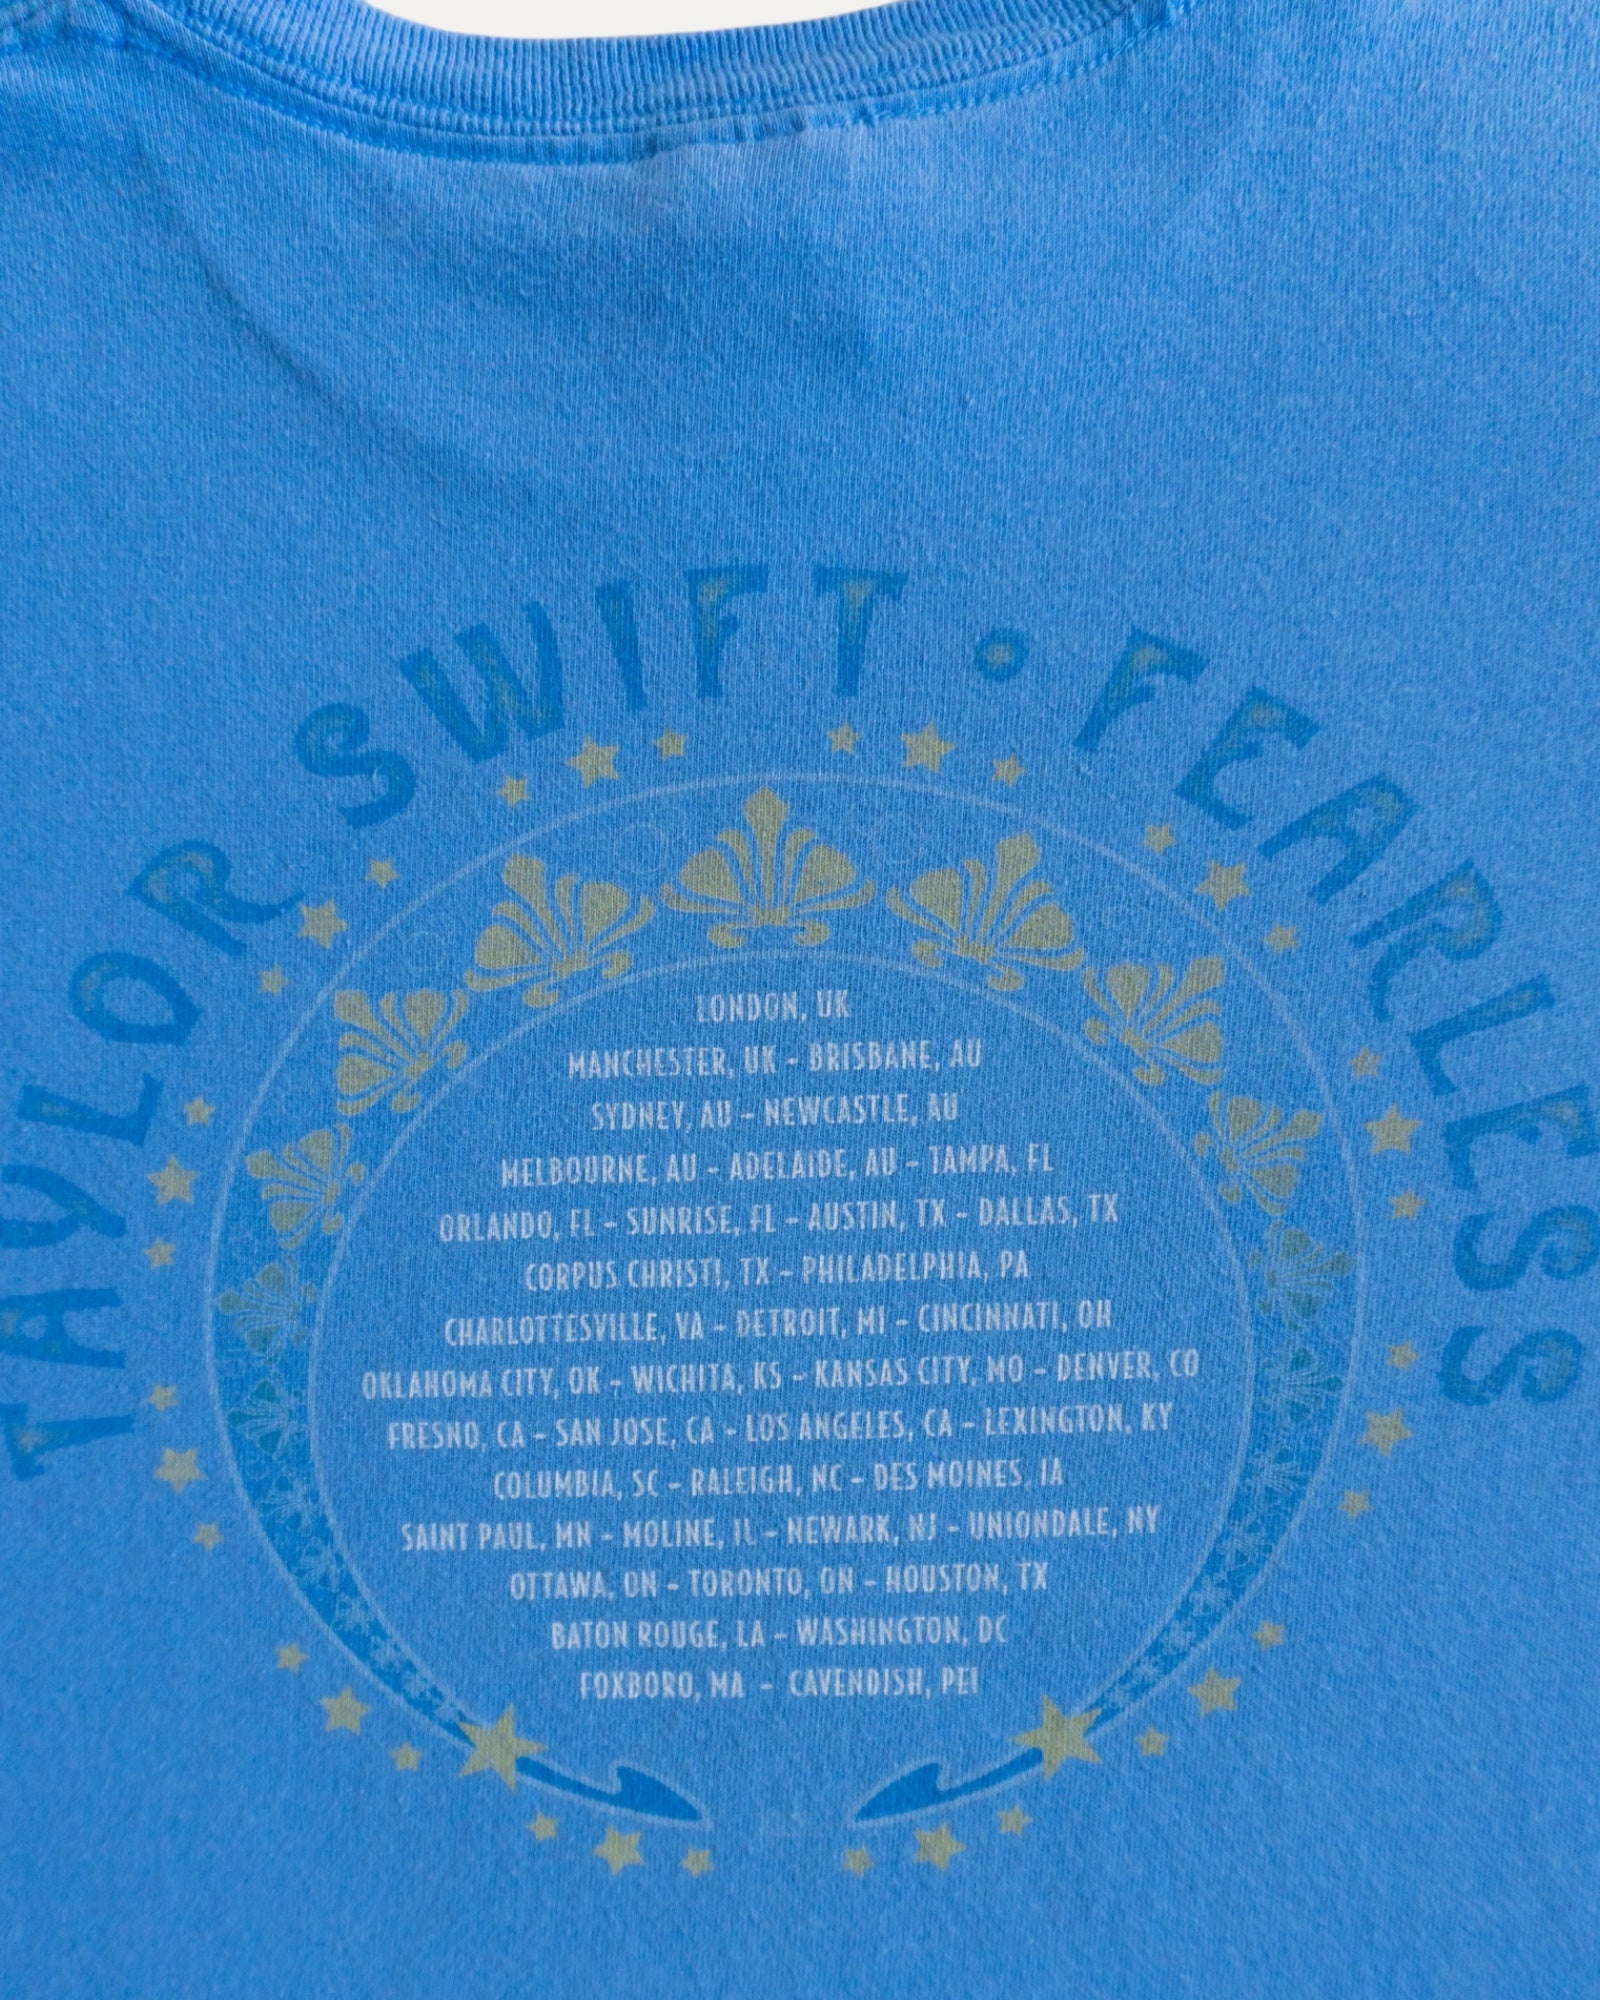 TAYLOR SWIFT • FEARLESS
LONDON, UK
MANCHESTER, UK - BRISBANE, AU
SYDNEY, AU - NEWCASTLE, AU
MELBOURNE, AU - ADELAIDE, AU - TAMPA, FL
ORLANDO, FL - SUNRISE, FL - AUSTIN, TX - DALLAS, TX
CORPUS CHRISTI, TX - PHILADELPHIA, PA
CHARLOTTESVILLE, VA - DETROIT, MI - CINCINNATI, OH
OKLAHOMA CITY, OK - WICHITA, KS - KANSAS CITY, MO - DENVER, CO
FRESNO, CA - SAN JOSE, CA - LOS ANGELES, CA - LEXINGTON, KY
COLUMBIA, SC - RALEIGH, NC - DES MOINES, IA
SAINT PAUL, MN - MOLINE, IL - NEWARK, NJ - UNIONDALE, NY
OTTAWA, ON - TORONTO, ON - HOUSTON, TX
BATON ROUGE, LA - WASHINGTON, DC
FOXBORO, MA - CAVENDISH, PEI